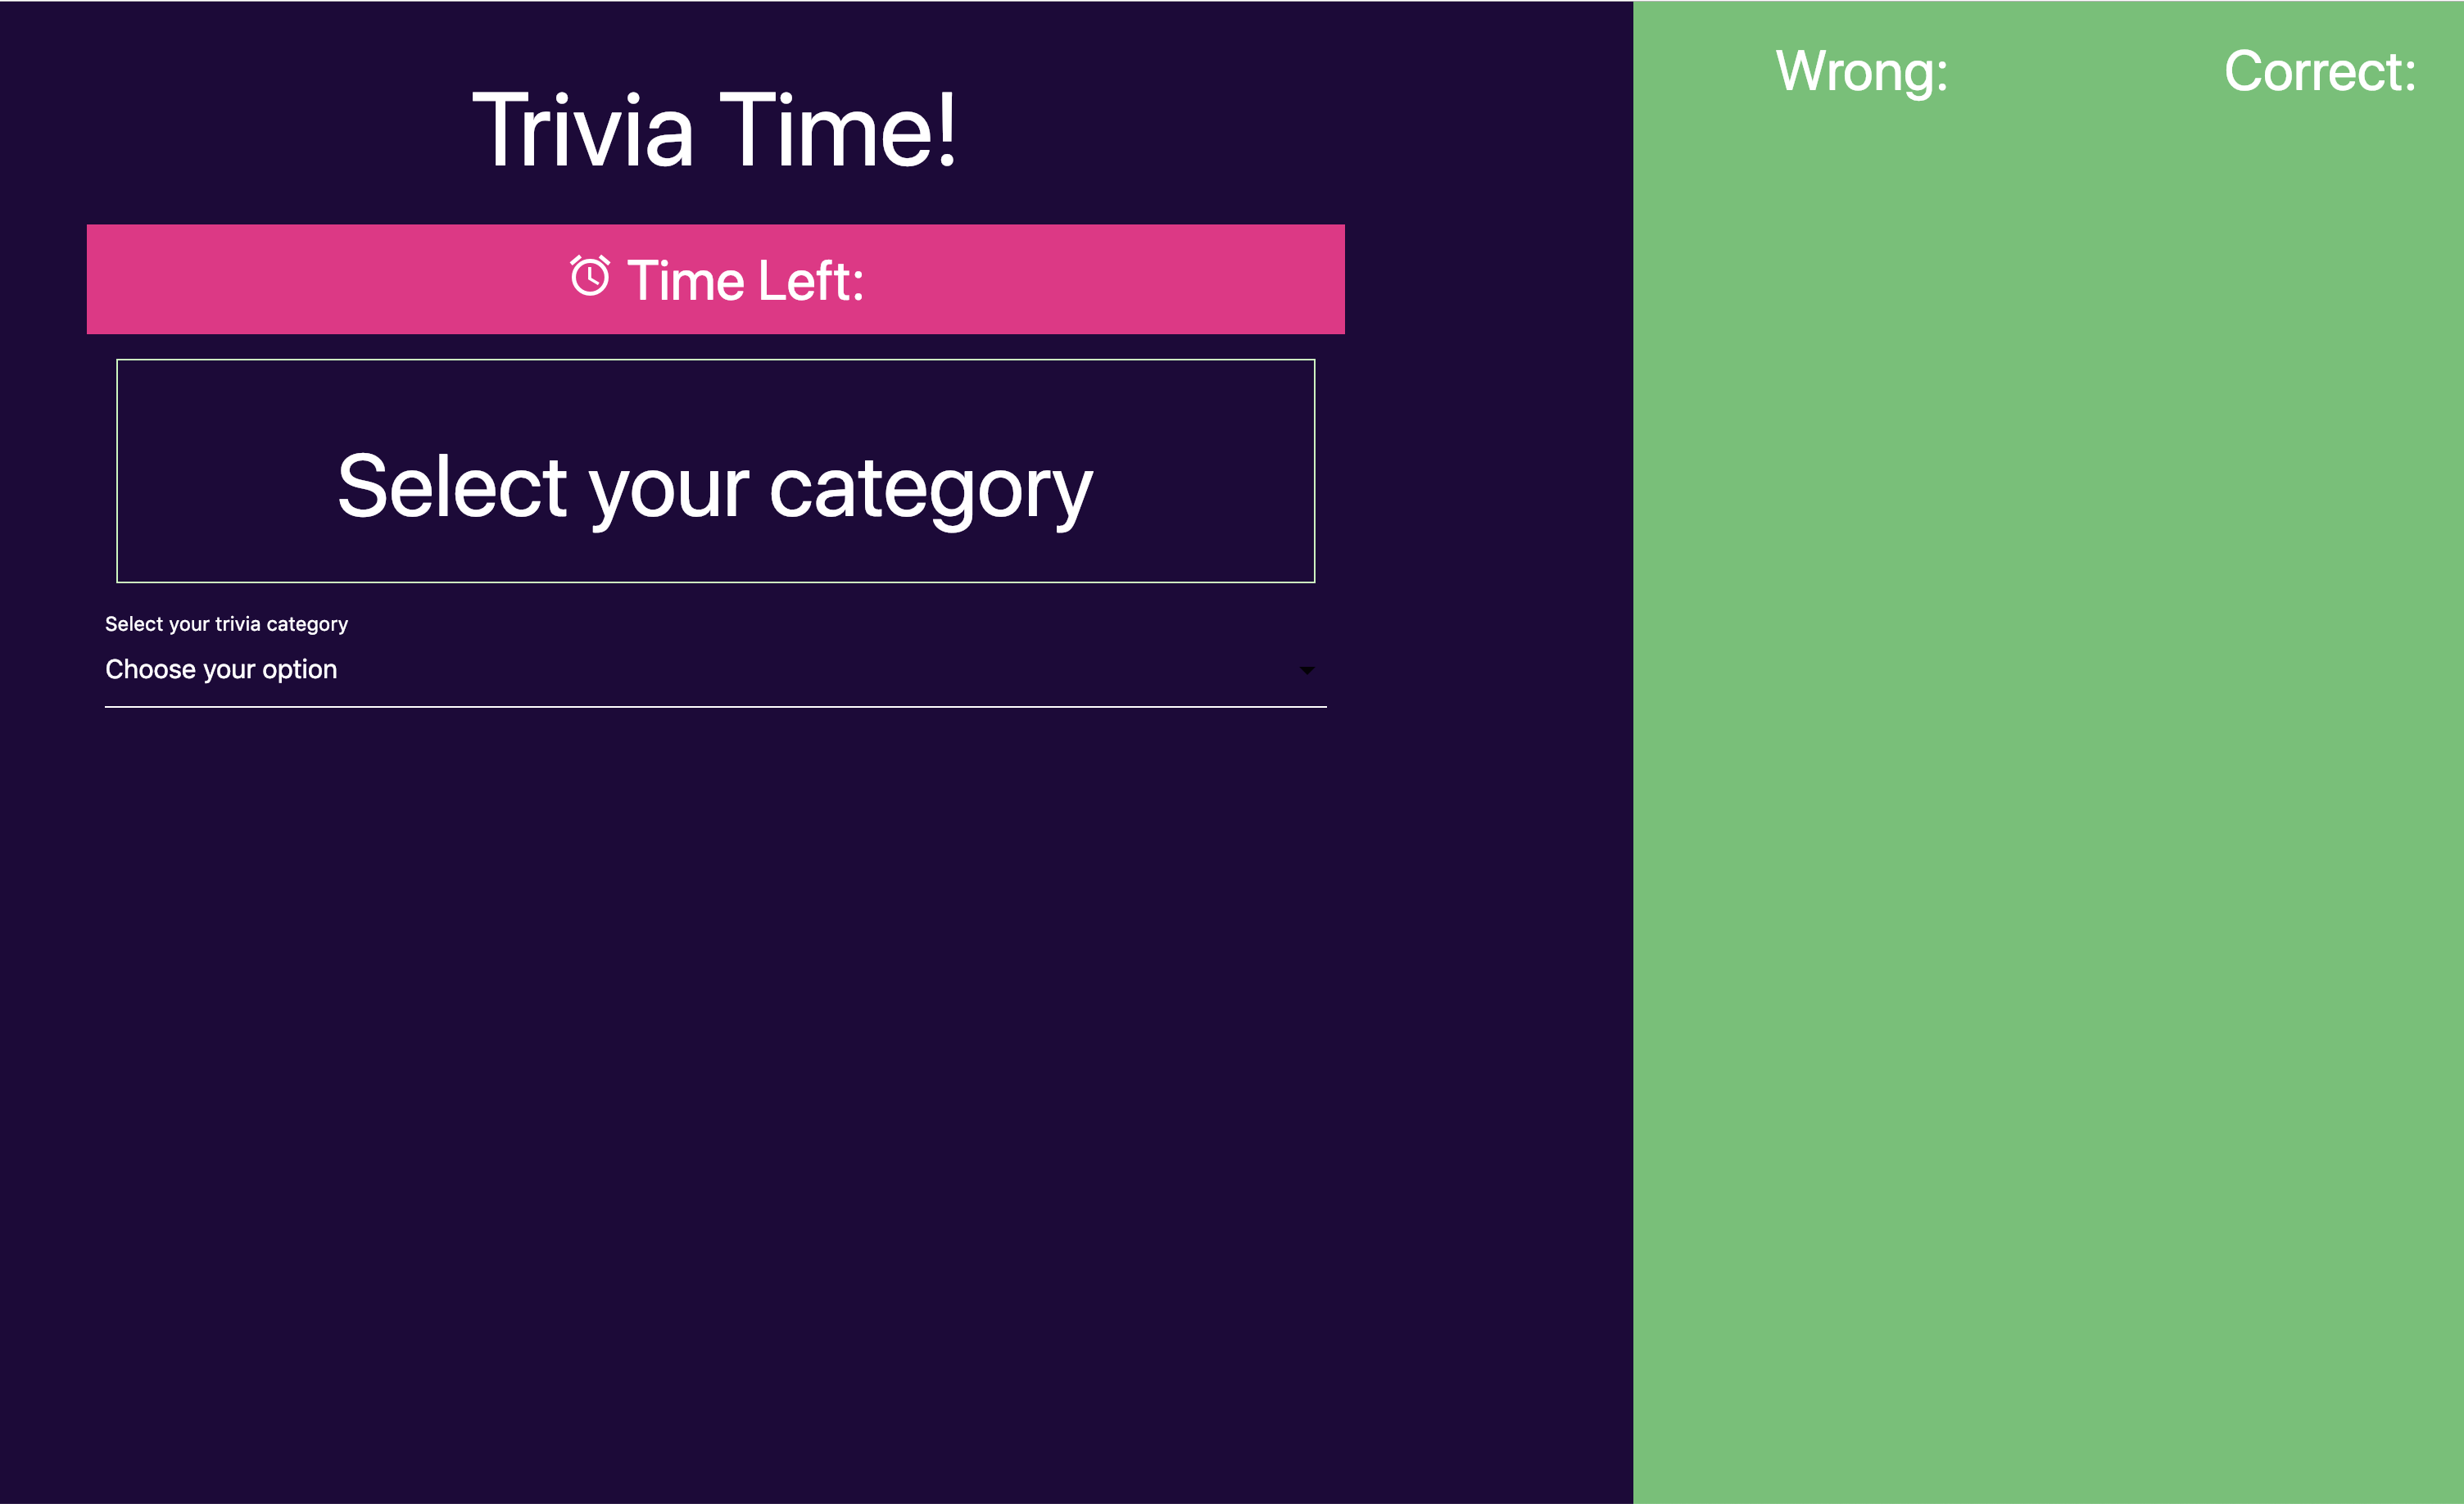 Trivia Time!
Time Left:
Select your category
Select your trivia category
Choose your option
Wrong:
Correct: